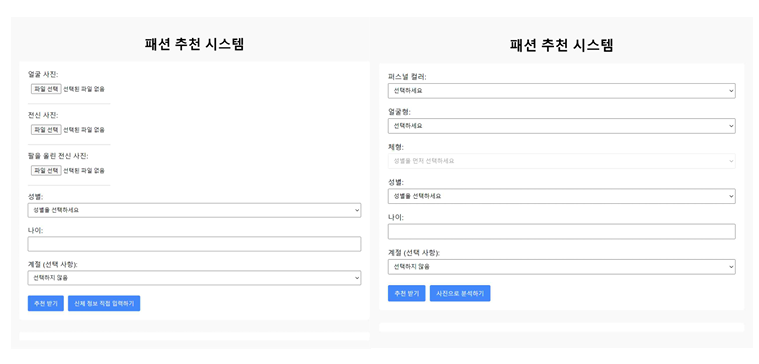 패션 추천 시스템
얼굴 사진:
파일 선택 선택된 파일 없음
전신 사진:
파일 선택 선택된 파일 없음
팔을 올린 전신 사진:
파일 선택 선택된 파일 없음
성별:
성별을 선택하세요
나이:
계절 (선택 사항):
선택하지 않음
추천 받기 신체 정보 직접 입력하기
패션 추천 시스템
퍼스널 컬러:
선택하세요
얼굴형:
선택하세요
체형:
성별을 먼저 선택하세요
성별:
성별을 선택하세요
나이:
계절 (선택 사항):
선택하지 않음
추천 받기 사진으로 분석하기